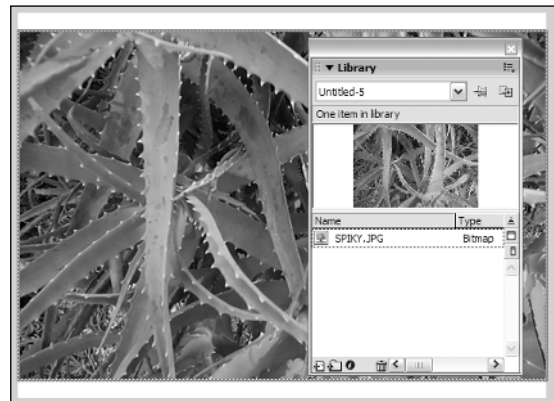 Library
Untitled-5
One item in library
Name Type
SPIKY.JPG Bitmap